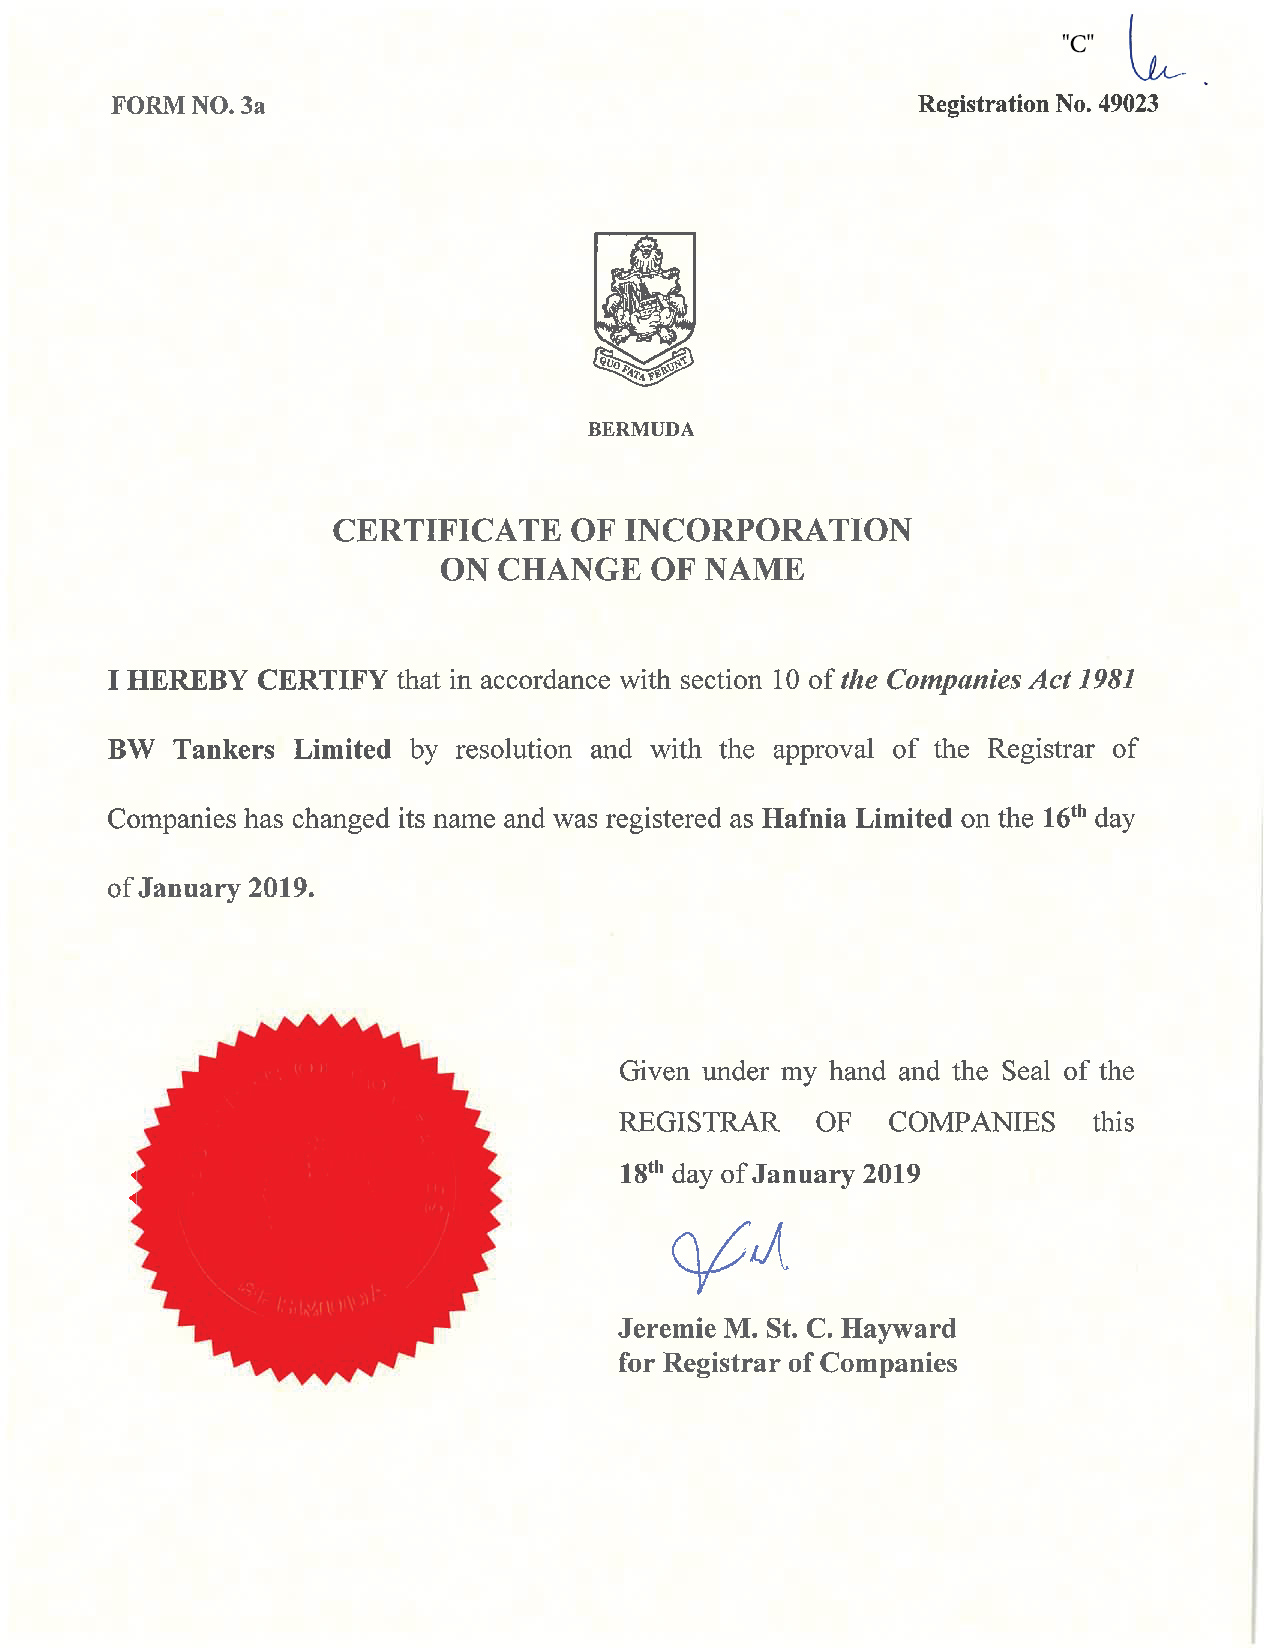 "C"
FORM NO. 3a
Registration No. 49023
QUO FATA FERUNT
BERMUDA
CERTIFICATE OF INCORPORATION
ON CHANGE OF NAME
I HEREBY CERTIFY that in accordance with section 10 of the Companies Act 1981
BW Tankers Limited by resolution and with the approval of the Registrar of
Companies has changed its name and was registered as Hafnia Limited on the 16th day
of January 2019.
Given under my hand and the Seal of the
REGISTRAR OF COMPANIES this
18th day of January 2019
Jeremie M. St. C. Hayward
for Registrar of Companies